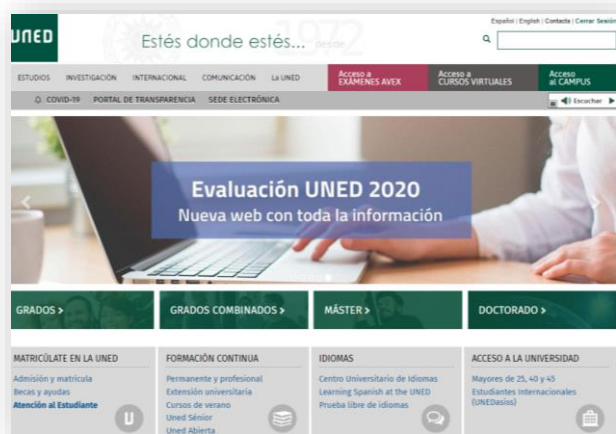 Español | English | Contacta | Cerrar Sesión
UNED
Estés donde estés... desde 1972
ESTUDIOS INVESTIGACIÓN INTERNACIONAL COMUNICACIÓN La UNED
Acceso a
EXÁMENES AVEX
Acceso a
CURSOS VIRTUALES
Acceso
al CAMPUS
COVID-19 PORTAL DE TRANSPARENCIA SEDE ELECTRÓNICA
Escuchar
Evaluación UNED 2020
Nueva web con toda la información
GRADOS >
GRADOS COMBINADOS >
MÁSTER >
DOCTORADO >
MATRICÚLATE EN LA UNED
Admisión y matrícula
Becas y ayudas
Atención al Estudiante
U
FORMACIÓN CONTINUA
Permanente y profesional
Extensión universitaria
Cursos de verano
Uned Sénior
Uned Abierta
IDIOMAS
Centro Universitario de Idiomas
Learning Spanish at the UNED
Prueba libre de idiomas
ACCESO A LA UNIVERSIDAD
Mayores de 25, 40 y 45
Estudiantes Internacionales
(UNEDasiss)